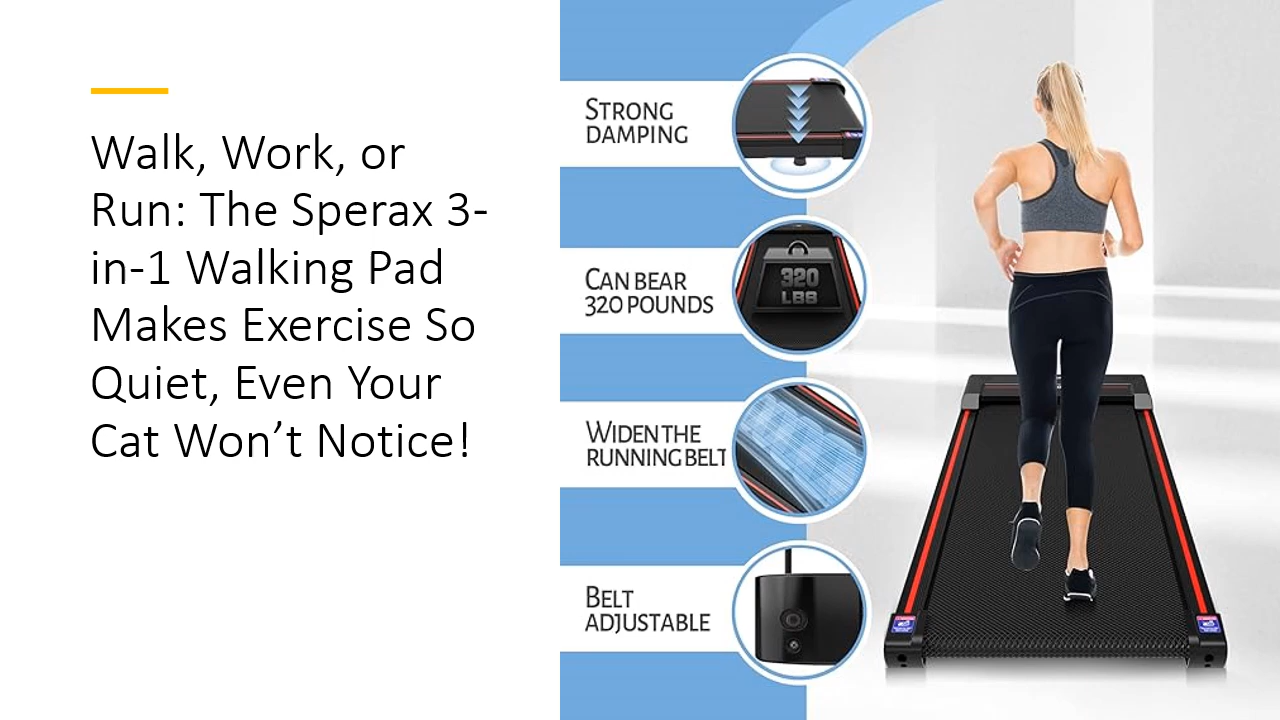 Walk, Work, or
Run: The Sperax 3-
in-1 Walking Pad
Makes Exercise So
Quiet, Even Your
Cat Won’t Notice!
STRONG
DAMPING
CAN BEAR
320 POUNDS
320
LBS
WIDEN THE
RUNNING BELT
BELT
ADJUSTABLE